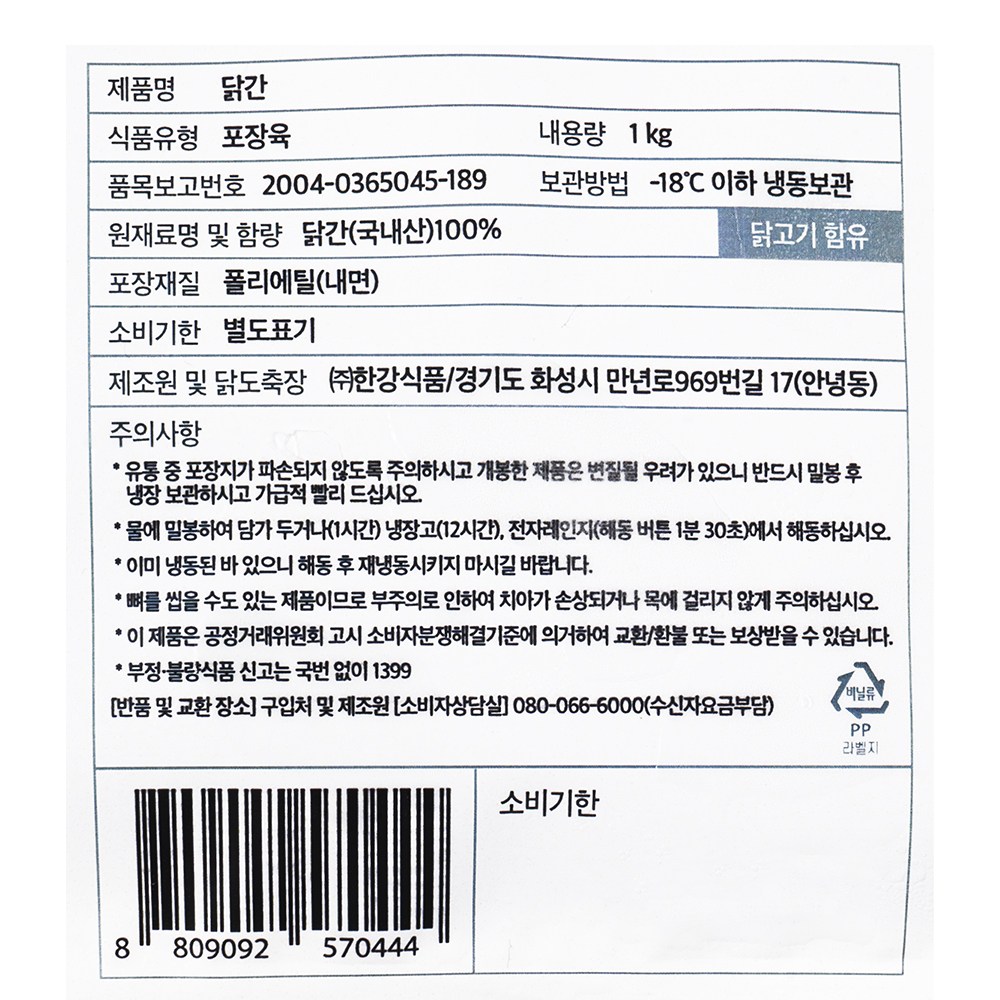 제품명 닭간
식품유형 포장육 내용량 1 kg
품목보고번호 2004-0365045-189 보관방법 -18℃ 이하 냉동보관
원재료명 및 함량 닭간(국내산)100% 닭고기 함유
포장재질 폴리에틸(내면)
소비기한 별도표기
제조원 및 닭도축장 ㈜한강식품/경기도 화성시 만년로969번길 17(안녕동)
주의사항
* 유통 중 포장지가 파손되지 않도록 주의하시고 개봉한 제품은 변질될 우려가 있으니 반드시 밀봉 후
냉장 보관하시고 가급적 빨리 드십시오.
* 물에 밀봉하여 담가 두거나(1시간) 냉장고(12시간), 전자레인지(해동 버튼 1분 30초)에서 해동하십시오.
* 이미 냉동된 바 있으니 해동 후 재냉동시키지 마시길 바랍니다.
* 뼈를 씹을 수도 있는 제품이므로 부주의로 인하여 치아가 손상되거나 목에 걸리지 않게 주의하십시오.
* 이 제품은 공정거래위원회 고시 소비자분쟁해결기준에 의거하여 교환/환불 또는 보상받을 수 있습니다.
* 부정·불량식품 신고는 국번 없이 1399
[반품 및 교환 장소] 구입처 및 제조원 [소비자상담실] 080-066-6000(수신자요금부담)
비닐류
PP
라벨지
소비기한
8 809092 570444